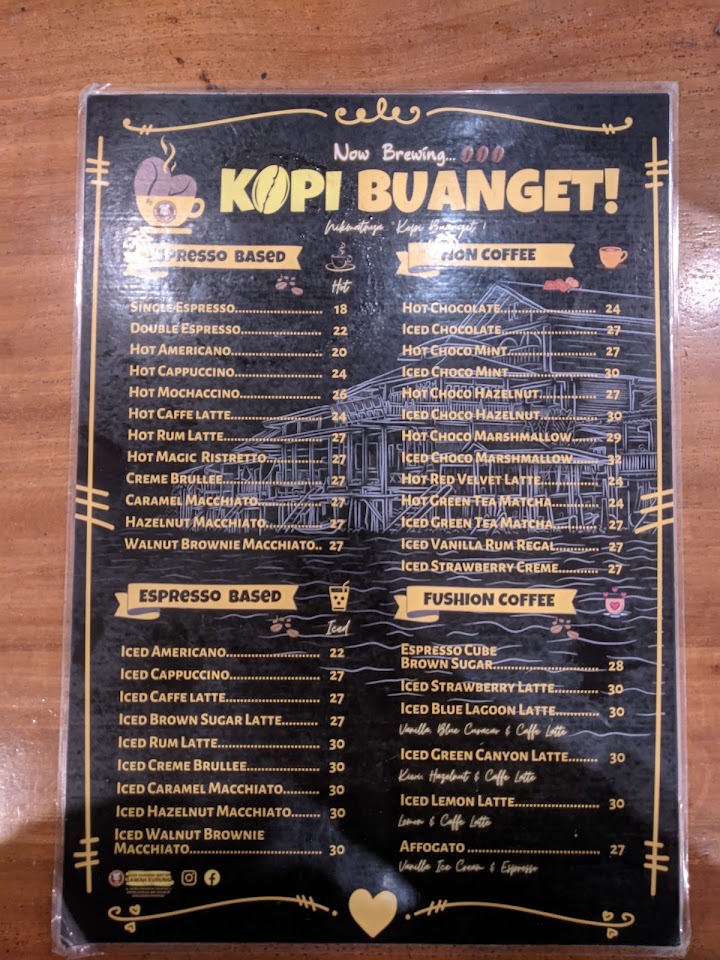 Now Brewing...
KOPI BUANGET!
Nikmatnya Kopi Buanget !
ESPRESSO BASED
Hot
SINGLE ESPRESSO........................ 18
DOUBLE ESPRESSO...................... 22
HOT AMERICANO......................... 20
HOT CAPPUCCINO........................ 24
HOT MOCHACCINO....................... 26
HOT CAFFE LATTE......................... 24
HOT RUM LATTE........................... 27
HOT MAGIC RISTRETTO................ 27
CREME BRULLEE........................... 27
CARAMEL MACCHIATO.................. 27
HAZELNUT MACCHIATO................ 27
WALNUT BROWNIE MACCHIATO.. 27
ESPRESSO BASED
Iced
ICED AMERICANO.......................... 22
ICED CAPPUCCINO......................... 27
ICED CAFFE LATTE.......................... 27
ICED BROWN SUGAR LATTE.......... 27
ICED RUM LATTE............................ 30
ICED CREME BRULLEE.................... 30
ICED CARAMEL MACCHIATO.......... 30
ICED HAZELNUT MACCHIATO........ 30
ICED WALNUT BROWNIE
MACCHIATO.................................. 30
NON COFFEE
HOT CHOCOLATE......................... 24
ICED CHOCOLATE......................... 27
HOT CHOCO MINT....................... 27
ICED CHOCO MINT....................... 30
HOT CHOCO HAZELNUT............... 27
ICED CHOCO HAZELNUT............... 30
HOT CHOCO MARSHMALLOW....... 29
ICED CHOCO MARSHMALLOW....... 32
HOT RED VELVET LATTE.............. 24
HOT GREEN TEA MATCHA............ 24
ICED GREEN TEA MATCHA............ 27
ICED VANILLA RUM REGAL........... 27
ICED STRAWBERRY CREME.......... 27
FUSHION COFFEE
ESPRESSO CUBE
BROWN SUGAR........................... 28
ICED STRAWBERRY LATTE............ 30
ICED BLUE LAGOON LATTE........... 30
Vanilla, Blue Curacao & Caffe Latte
ICED GREEN CANYON LATTE........ 30
Kiwi, Hazelnut & Caffe Latte
ICED LEMON LATTE...................... 30
Lemon & Caffe Latte
AFFOGATO .................................. 27
Vanilla Ice Cream & Espresso